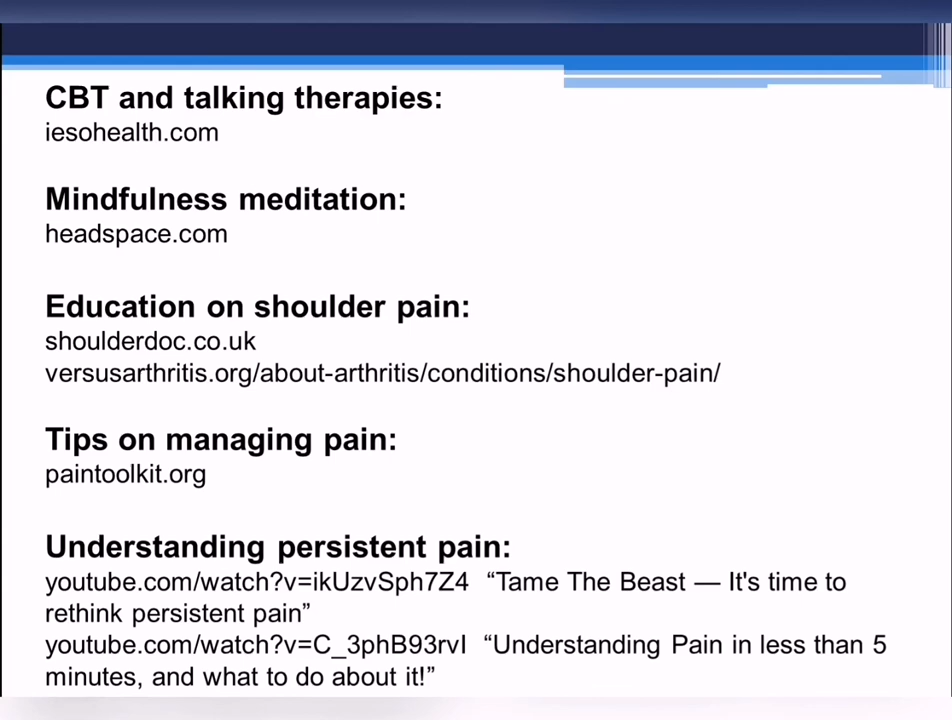 CBT and talking therapies:
iesohealth.com
Mindfulness meditation:
headspace.com
Education on shoulder pain:
shoulderdoc.co.uk
versusarthritis.org/about-arthritis/conditions/shoulder-pain/
Tips on managing pain:
paintoolkit.org
Understanding persistent pain:
youtube.com/watch?v=ikUzvSph7Z4 “Tame The Beast — It's time to
rethink persistent pain”
youtube.com/watch?v=C_3phB93rvI “Understanding Pain in less than 5
minutes, and what to do about it!”